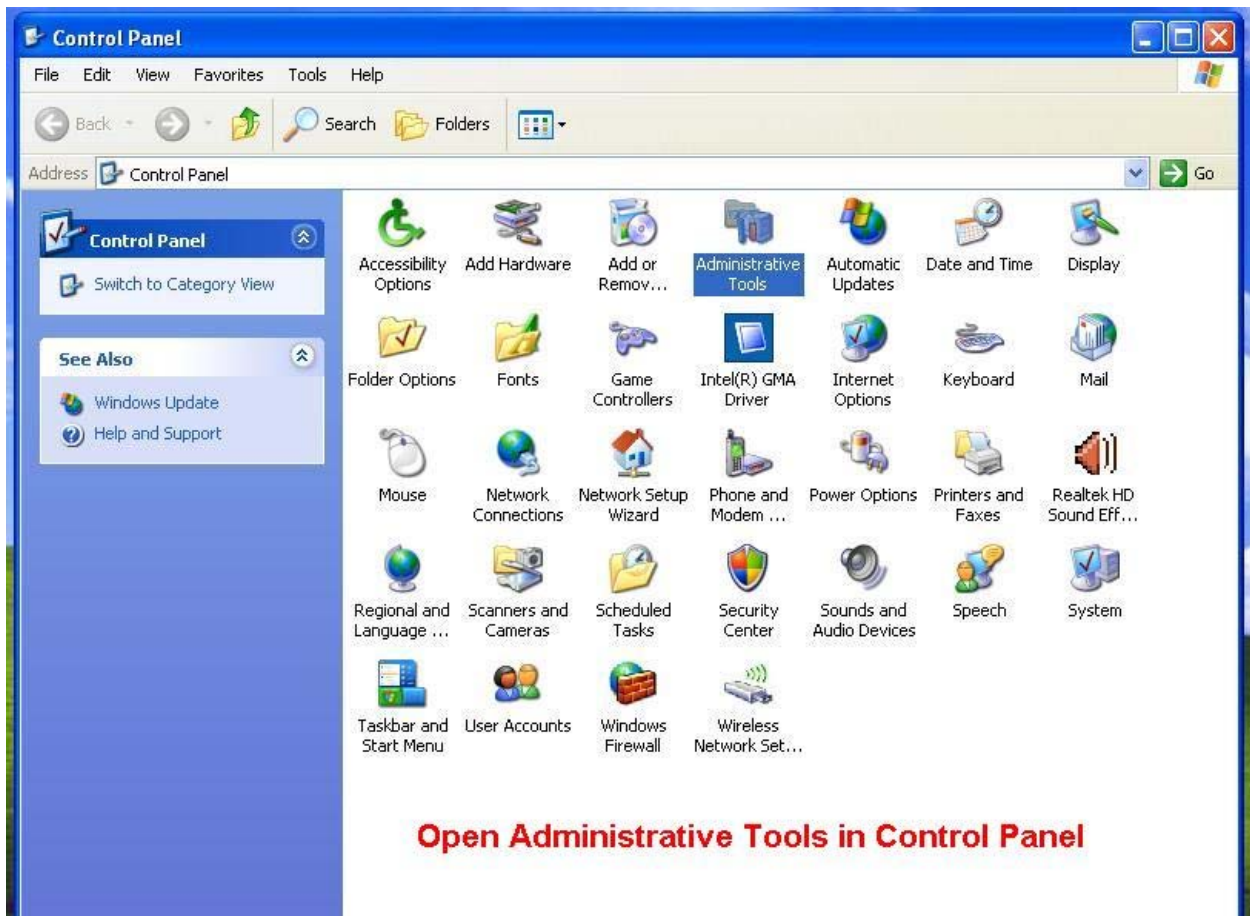 Control Panel
File Edit View Favorites Tools Help
Back Search Folders
Address Control Panel Go
Control Panel
Switch to Category View
See Also
Windows Update
Help and Support
Accessibility Options
Add Hardware
Add or Remov...
Administrative Tools
Automatic Updates
Date and Time
Display
Folder Options
Fonts
Game Controllers
Intel(R) GMA Driver
Internet Options
Keyboard
Mail
Mouse
Network Connections
Network Setup Wizard
Phone and Modem ...
Power Options
Printers and Faxes
Realtek HD Sound Eff...
Regional and Language ...
Scanners and Cameras
Scheduled Tasks
Security Center
Sounds and Audio Devices
Speech
System
Taskbar and Start Menu
User Accounts
Windows Firewall
Wireless Network Set...
Open Administrative Tools in Control Panel